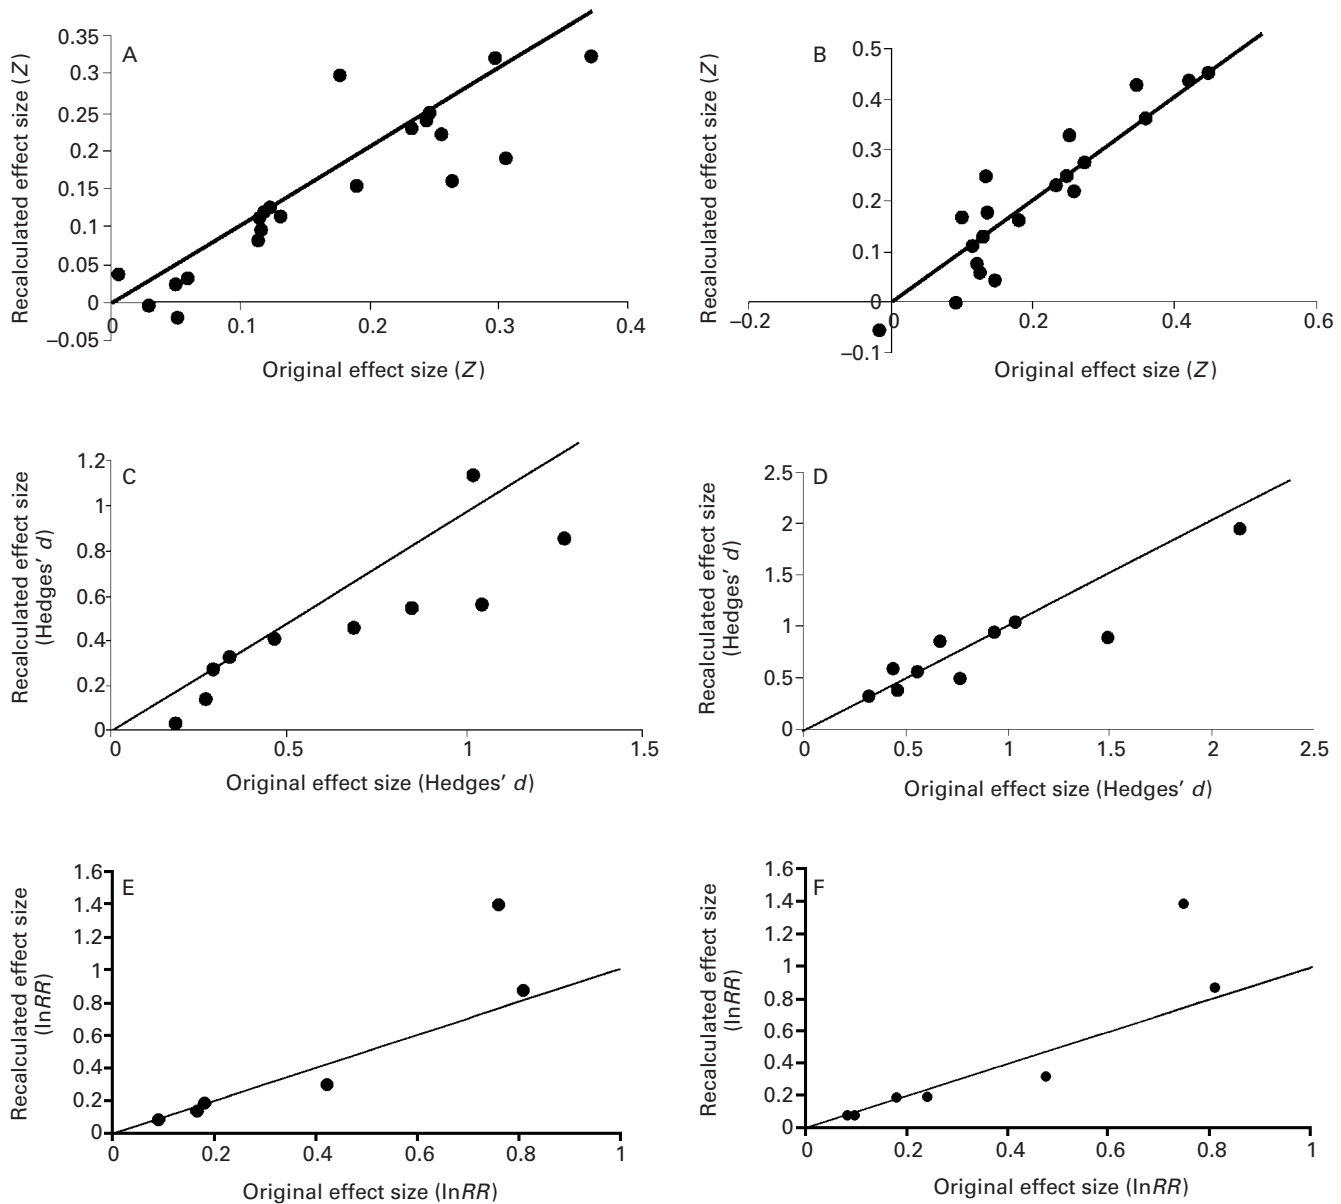 A
Recalculated effect size (Z)
0.35
0.3
0.25
0.2
0.15
0.1
0.05
0
−0.05
0 0.1 0.2 0.3 0.4
Original effect size (Z)
B
Recalculated effect size (Z)
0.5
0.4
0.3
0.2
0.1
0
−0.1
−0.2 0 0.2 0.4 0.6
Original effect size (Z)
C
Recalculated effect size
(Hedges’ d)
1.2
1
0.8
0.6
0.4
0.2
0
0 0.5 1 1.5
Original effect size (Hedges’ d)
D
Recalculated effect size
(Hedges’ d)
2.5
2
1.5
1
0.5
0
0 0.5 1 1.5 2 2.5
Original effect size (Hedges’ d)
E
Recalculated effect size
(lnRR)
1.6
1.4
1.2
1
0.8
0.6
0.4
0.2
0
0 0.2 0.4 0.6 0.8 1
Original effect size (lnRR)
F
Recalculated effect size
(lnRR)
1.6
1.4
1.2
1
0.8
0.6
0.4
0.2
0
0 0.2 0.4 0.6 0.8 1
Original effect size (lnRR)